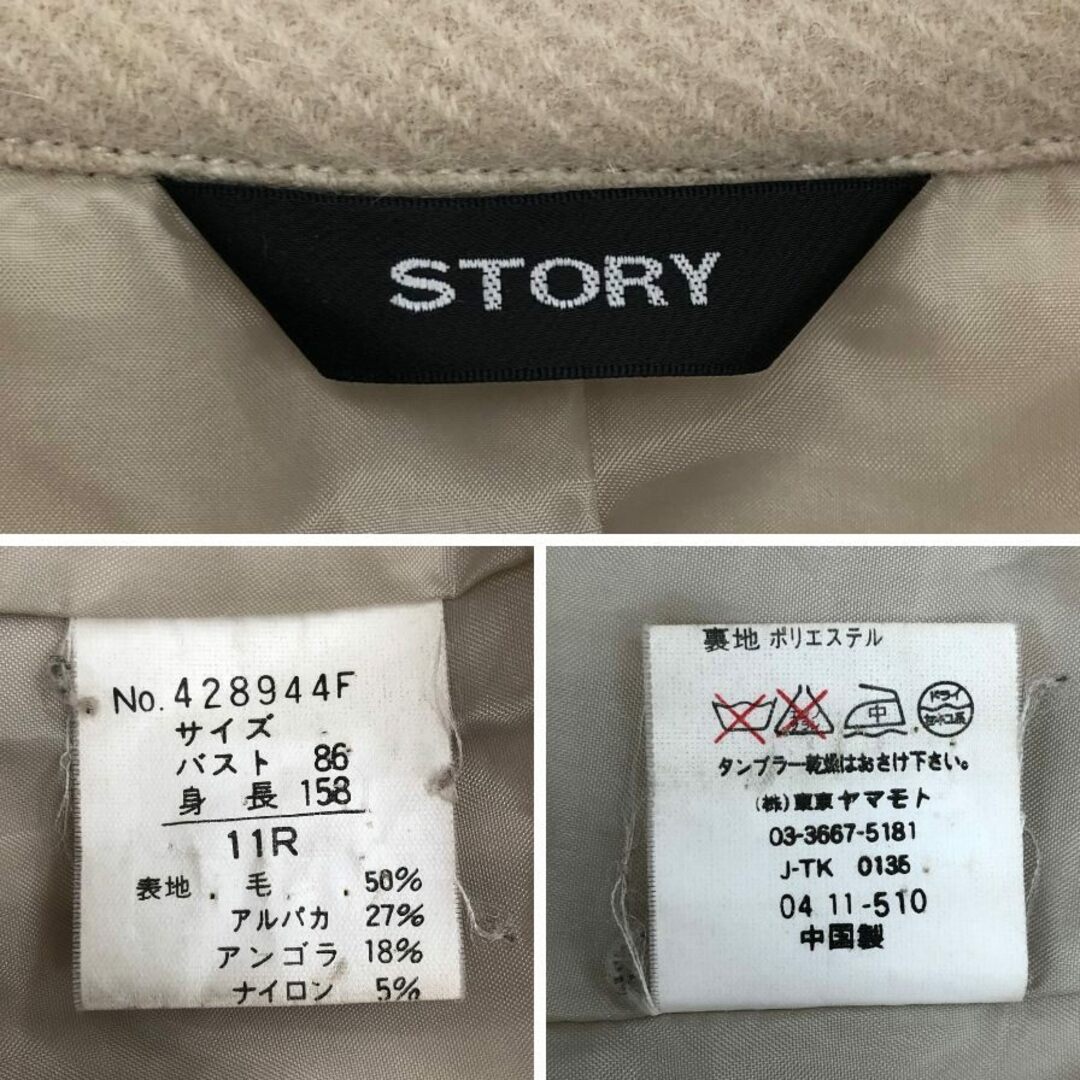 STORY
No. 428944F
サイズ
バスト 86
身 長 158
11R
表地 . 毛 50%
アルパカ 27%
アンゴラ 18%
ナイロン 5%
裏地 ポリエステル
中 ドライ
タンブラー乾燥はおさけ下さい。
(株)東京ヤマモト
03-3667-5181
J-TK 0135
04 11-510
中国製